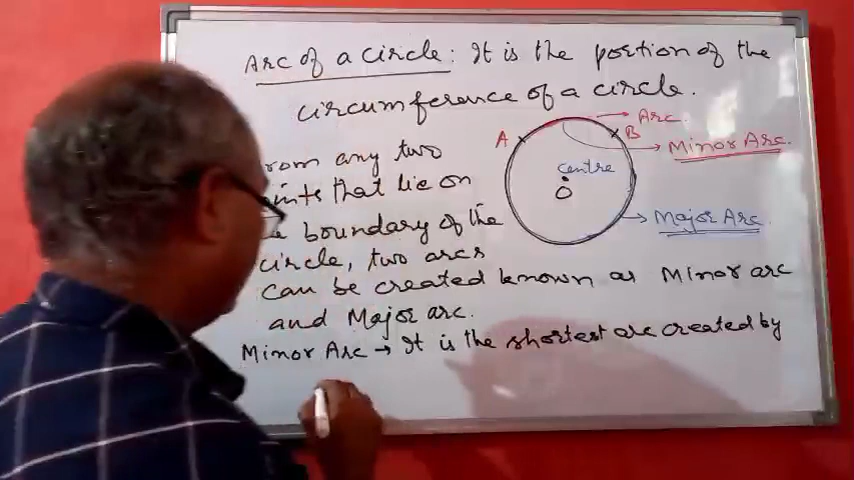 Arc of a circle: It is the portion of the
circumference of a circle.
Arc.
A
B
Minor Arc.
centre
O
Major Arc.
any two
that lie on
boundary of the
circle, two arcs
can be created known as Minor arc
and Major arc.
Minor Arc → It is the shortest arc created by